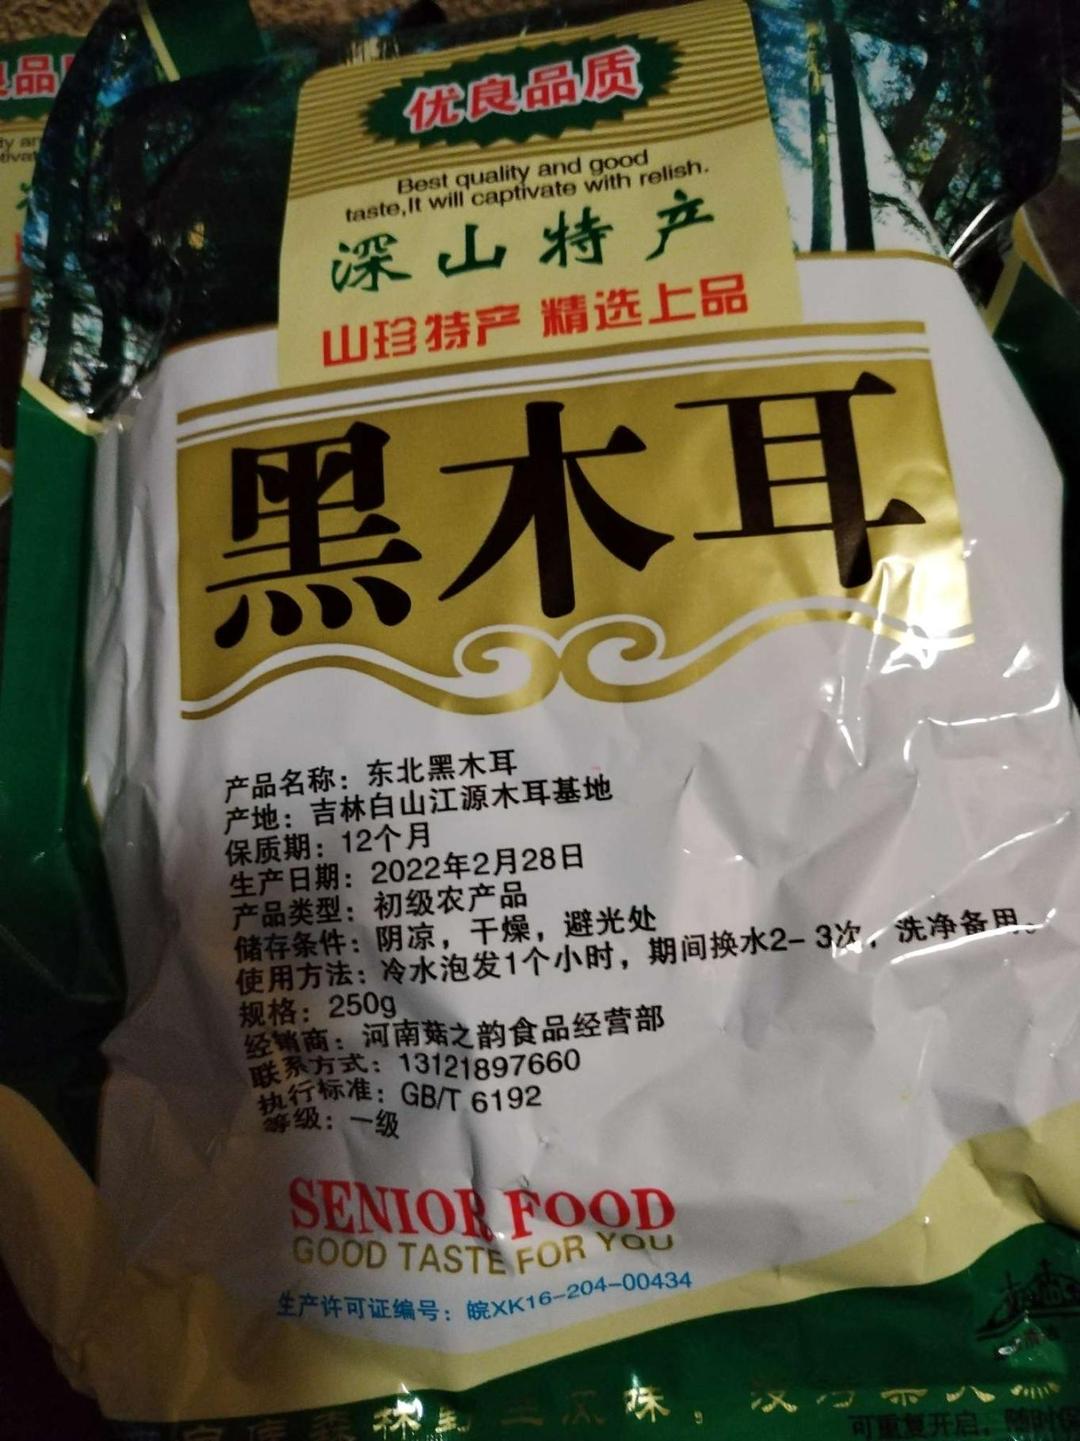 优良品质
Best quality and good
taste,It will captivate with relish.
深山特产
山珍特产 精选上品
黑木耳
产品名称：东北黑木耳
产地：吉林白山江源木耳基地
保质期：12个月
生产日期：2022年2月28日
产品类型：初级农产品
储存条件：阴凉，干燥，避光处
使用方法：冷水泡发1个小时，期间换水2-3次，洗净备用。
规格：250g
经销商：河南菇之韵食品经营部
联系方式：13121897660
执行标准：GB/T 6192
等级：一级
SENIOR FOOD
GOOD TASTE FOR YOU
生产许可证编号：皖XK16-204-00434
可重复开启，随时